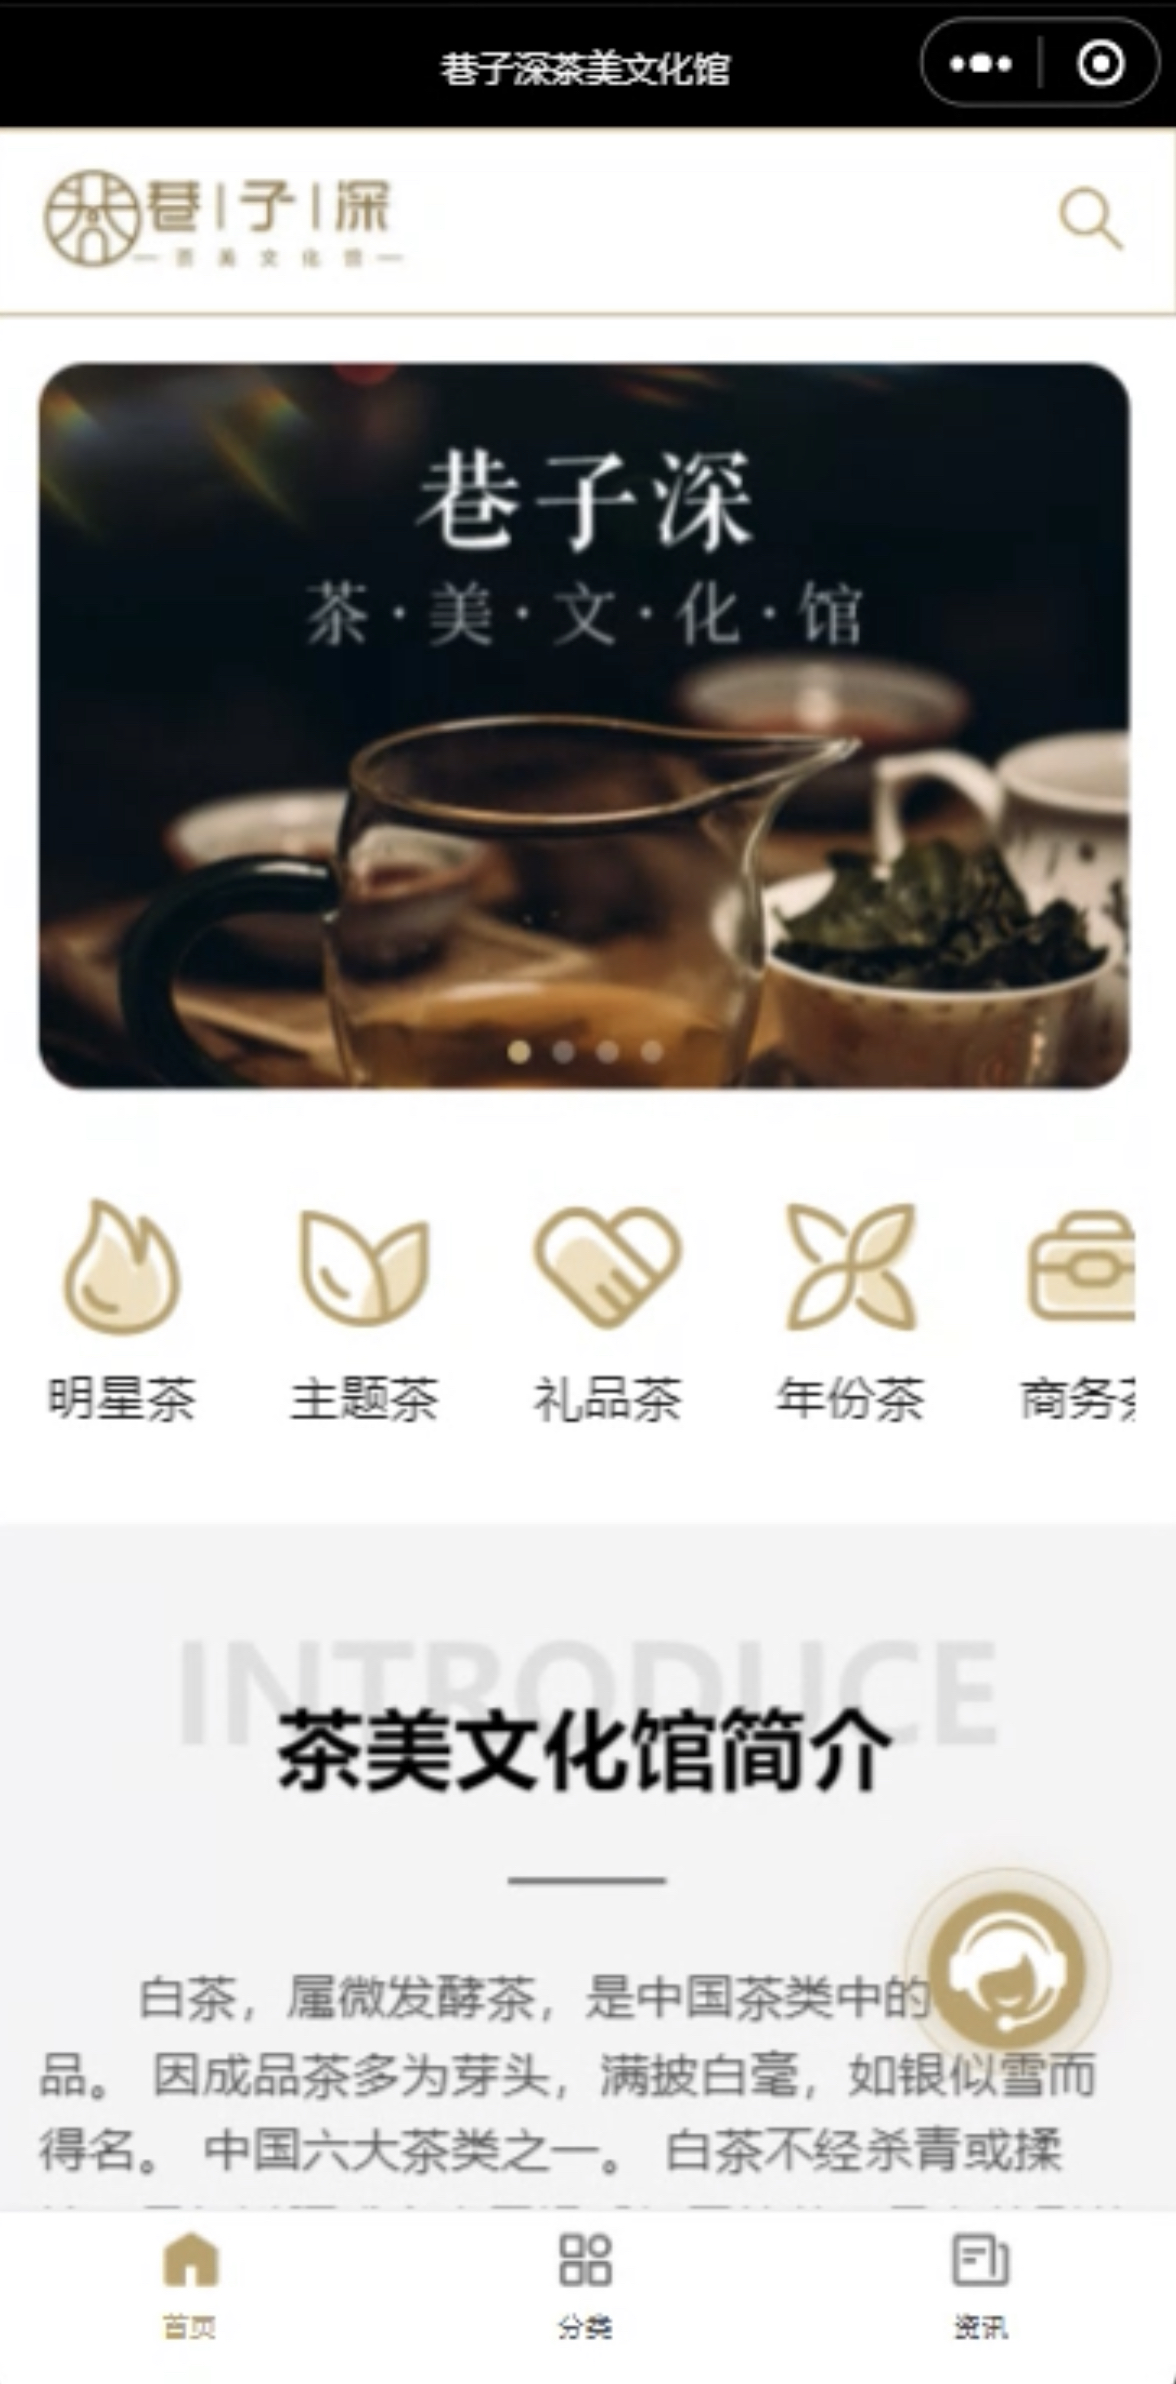 巷子深茶美文化馆
巷|子|深
茶美文化馆
巷子深
茶·美·文·化·馆
明星茶 主题茶 礼品茶 年份茶 商务茶
INTRODUCE
茶美文化馆简介
白茶，属微发酵茶，是中国茶类中的
品。 因成品茶多为芽头，满披白毫，如银似雪而
得名。 中国六大茶类之一。 白茶不经杀青或揉
首页 分类 资讯